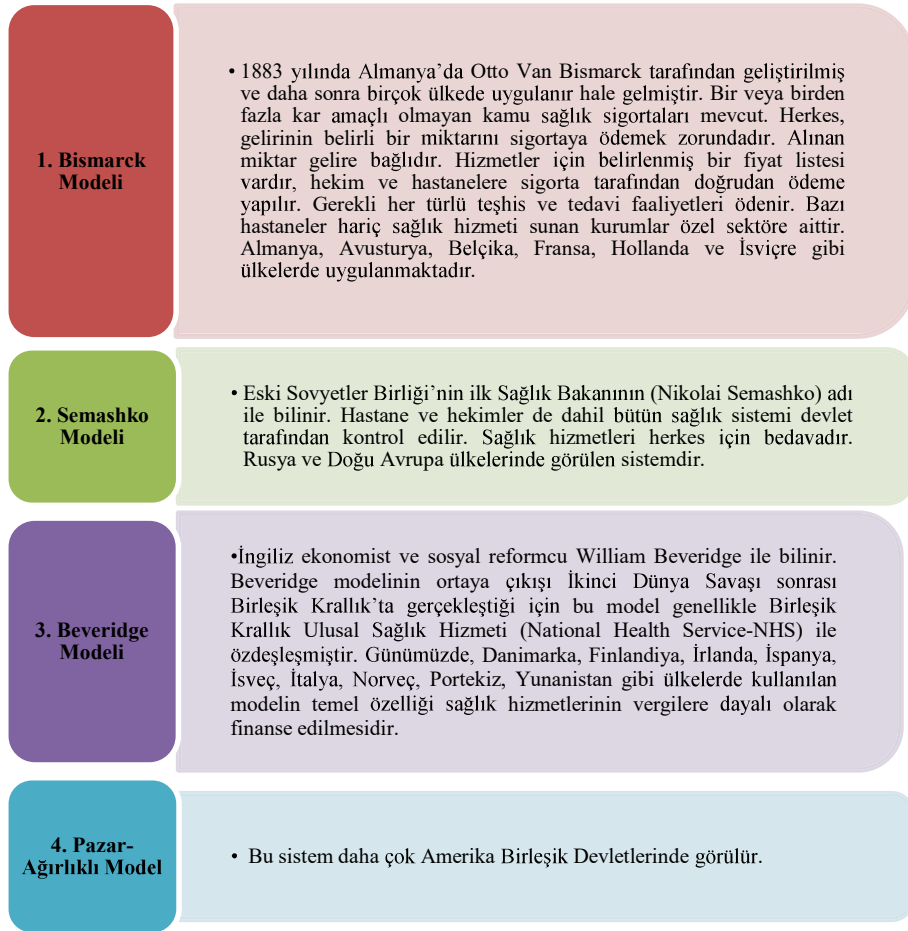 1. Bismarck
Modeli
• 1883 yılında Almanya’da Otto Van Bismarck tarafından geliştirilmiş
ve daha sonra birçok ülkede uygulanır hale gelmiştir. Bir veya birden
fazla kar amaçlı olmayan kamu sağlık sigortaları mevcut. Herkes,
gelirinin belirli bir miktarını sigortaya ödemek zorundadır. Alınan
miktar gelire bağlıdır. Hizmetler için belirlenmiş bir fiyat listesi
vardır, hekim ve hastanelere sigorta tarafından doğrudan ödeme
yapılır. Gerekli her türlü teşhis ve tedavi faaliyetleri ödenir. Bazı
hastaneler hariç sağlık hizmeti sunan kurumlar özel sektöre aittir.
Almanya, Avusturya, Belçika, Fransa, Hollanda ve İsviçre gibi
ülkelerde uygulanmaktadır.
2. Semashko
Modeli
• Eski Sovyetler Birliği’nin ilk Sağlık Bakanının (Nikolai Semashko) adı
ile bilinir. Hastane ve hekimler de dahil bütün sağlık sistemi devlet
tarafından kontrol edilir. Sağlık hizmetleri herkes için bedavadır.
Rusya ve Doğu Avrupa ülkelerinde görülen sistemdir.
3. Beveridge
Modeli
•İngiliz ekonomist ve sosyal reformcu William Beveridge ile bilinir.
Beveridge modelinin ortaya çıkışı İkinci Dünya Savaşı sonrası
Birleşik Krallık’ta gerçekleştiği için bu model genellikle Birleşik
Krallık Ulusal Sağlık Hizmeti (National Health Service-NHS) ile
özdeşleşmiştir. Günümüzde, Danimarka, Finlandiya, İrlanda, İspanya,
İsveç, İtalya, Norveç, Portekiz, Yunanistan gibi ülkelerde kullanılan
modelin temel özelliği sağlık hizmetlerinin vergilere dayalı olarak
finanse edilmesidir.
4. Pazar-
Ağırlıklı Model
• Bu sistem daha çok Amerika Birleşik Devletlerinde görülür.